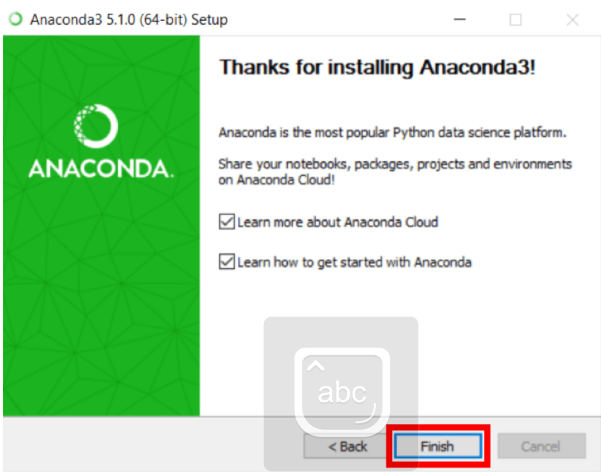 Anaconda3 5.1.0 (64-bit) Setup
Thanks for installing Anaconda3!
Anaconda is the most popular Python data science platform.
Share your notebooks, packages, projects and environments
on Anaconda Cloud!
ANACONDA.
Learn more about Anaconda Cloud
Learn how to get started with Anaconda
abc
< Back
Finish
Cancel